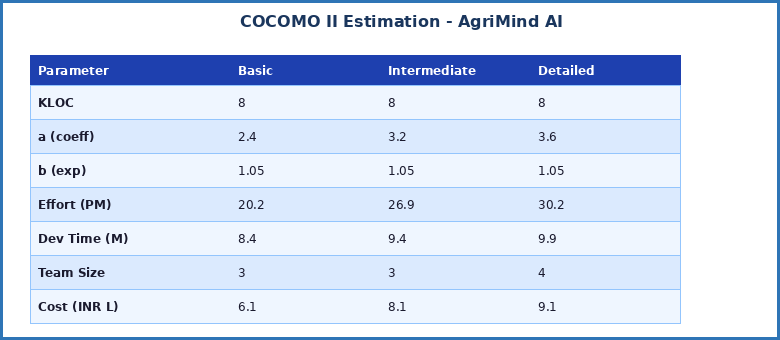 COCOMO II Estimation - AgriMind AI
Parameter Basic Intermediate Detailed
KLOC 8 8 8
a (coeff) 2.4 3.2 3.6
b (exp) 1.05 1.05 1.05
Effort (PM) 20.2 26.9 30.2
Dev Time (M) 8.4 9.4 9.9
Team Size 3 3 4
Cost (INR L) 6.1 8.1 9.1